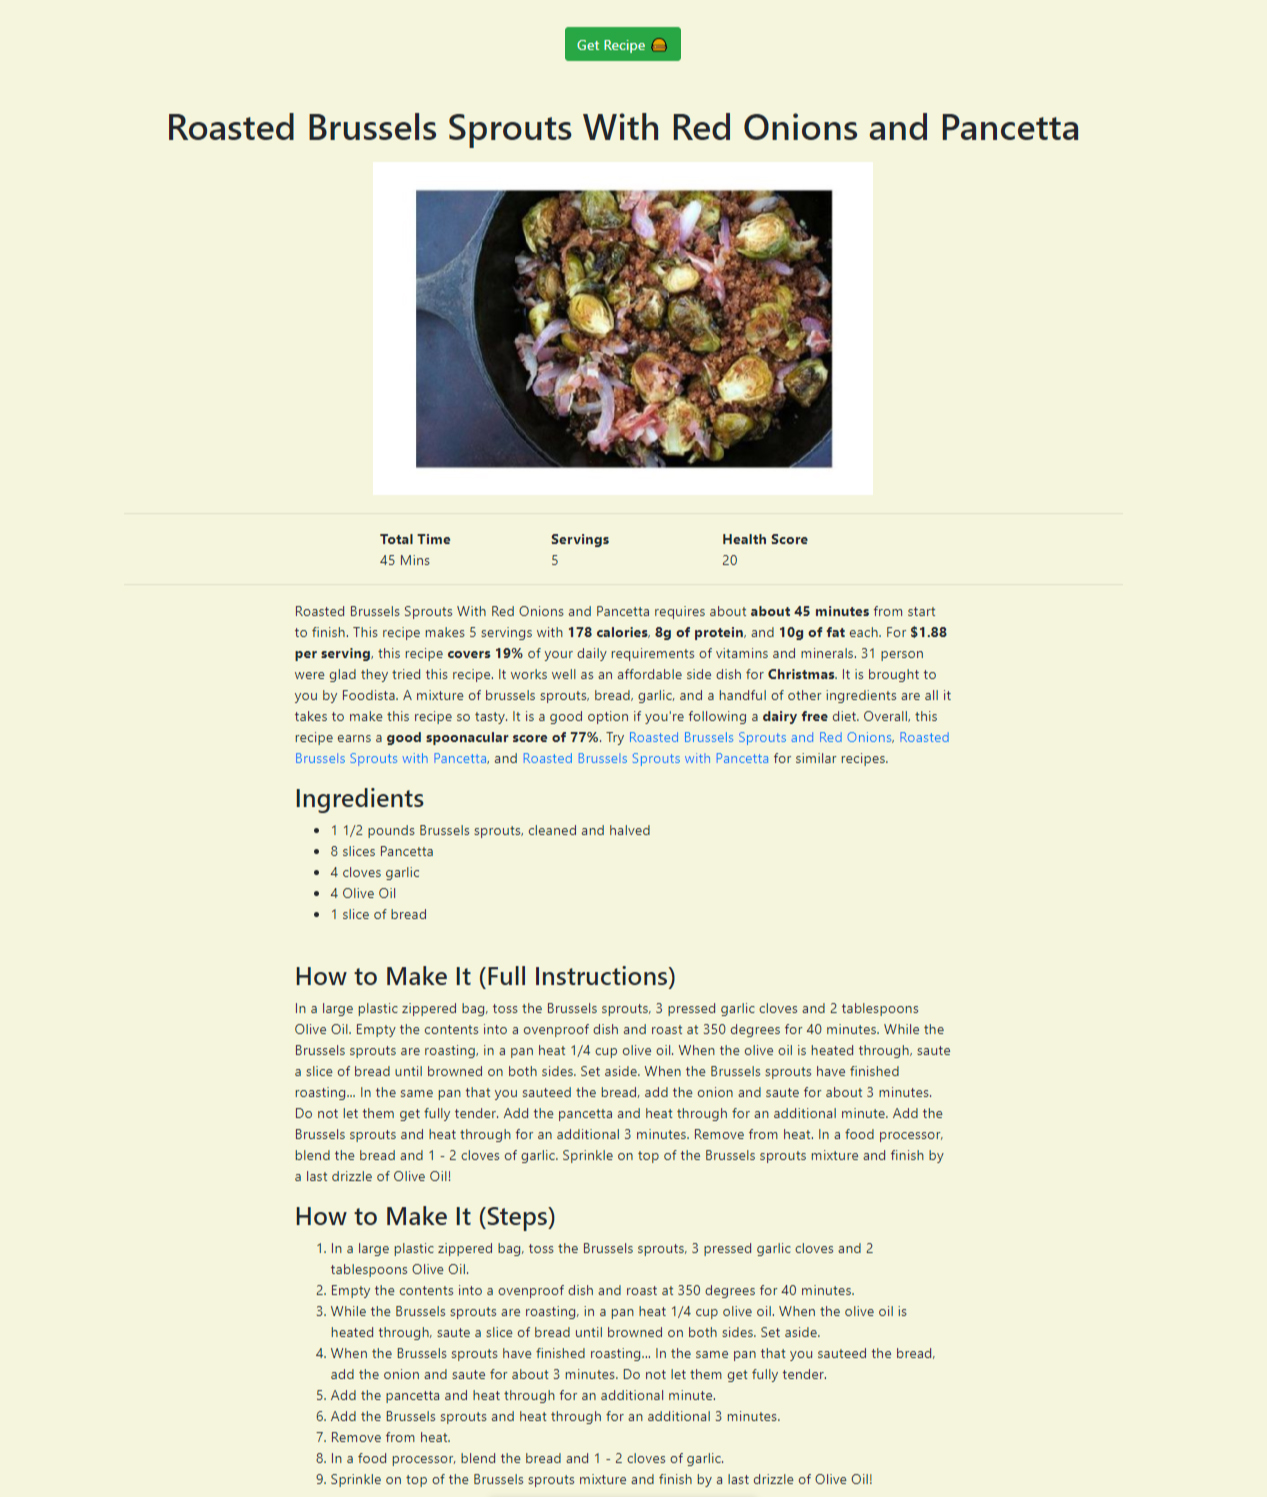 Get Recipe 🍔
Roasted Brussels Sprouts With Red Onions and Pancetta
Total Time Servings Health Score
45 Mins 5 20
Roasted Brussels Sprouts With Red Onions and Pancetta requires about about 45 minutes from start
to finish. This recipe makes 5 servings with 178 calories, 8g of protein, and 10g of fat each. For $1.88
per serving, this recipe covers 19% of your daily requirements of vitamins and minerals. 31 person
were glad they tried this recipe. It works well as an affordable side dish for Christmas. It is brought to
you by Foodista. A mixture of brussels sprouts, bread, garlic, and a handful of other ingredients are all it
takes to make this recipe so tasty. It is a good option if you're following a dairy free diet. Overall, this
recipe earns a good spoonacular score of 77%. Try Roasted Brussels Sprouts and Red Onions, Roasted
Brussels Sprouts with Pancetta, and Roasted Brussels Sprouts with Pancetta for similar recipes.
Ingredients
• 1 1/2 pounds Brussels sprouts, cleaned and halved
• 8 slices Pancetta
• 4 cloves garlic
• 4 Olive Oil
• 1 slice of bread
How to Make It (Full Instructions)
In a large plastic zippered bag, toss the Brussels sprouts, 3 pressed garlic cloves and 2 tablespoons
Olive Oil. Empty the contents into a ovenproof dish and roast at 350 degrees for 40 minutes. While the
Brussels sprouts are roasting, in a pan heat 1/4 cup olive oil. When the olive oil is heated through, saute
a slice of bread until browned on both sides. Set aside. When the Brussels sprouts have finished
roasting... In the same pan that you sauteed the bread, add the onion and saute for about 3 minutes.
Do not let them get fully tender. Add the pancetta and heat through for an additional minute. Add the
Brussels sprouts and heat through for an additional 3 minutes. Remove from heat. In a food processor,
blend the bread and 1 - 2 cloves of garlic. Sprinkle on top of the Brussels sprouts mixture and finish by
a last drizzle of Olive Oil!
How to Make It (Steps)
1. In a large plastic zippered bag, toss the Brussels sprouts, 3 pressed garlic cloves and 2
tablespoons Olive Oil.
2. Empty the contents into a ovenproof dish and roast at 350 degrees for 40 minutes.
3. While the Brussels sprouts are roasting, in a pan heat 1/4 cup olive oil. When the olive oil is
heated through, saute a slice of bread until browned on both sides. Set aside.
4. When the Brussels sprouts have finished roasting... In the same pan that you sauteed the bread,
add the onion and saute for about 3 minutes. Do not let them get fully tender.
5. Add the pancetta and heat through for an additional minute.
6. Add the Brussels sprouts and heat through for an additional 3 minutes.
7. Remove from heat.
8. In a food processor, blend the bread and 1 - 2 cloves of garlic.
9. Sprinkle on top of the Brussels sprouts mixture and finish by a last drizzle of Olive Oil!